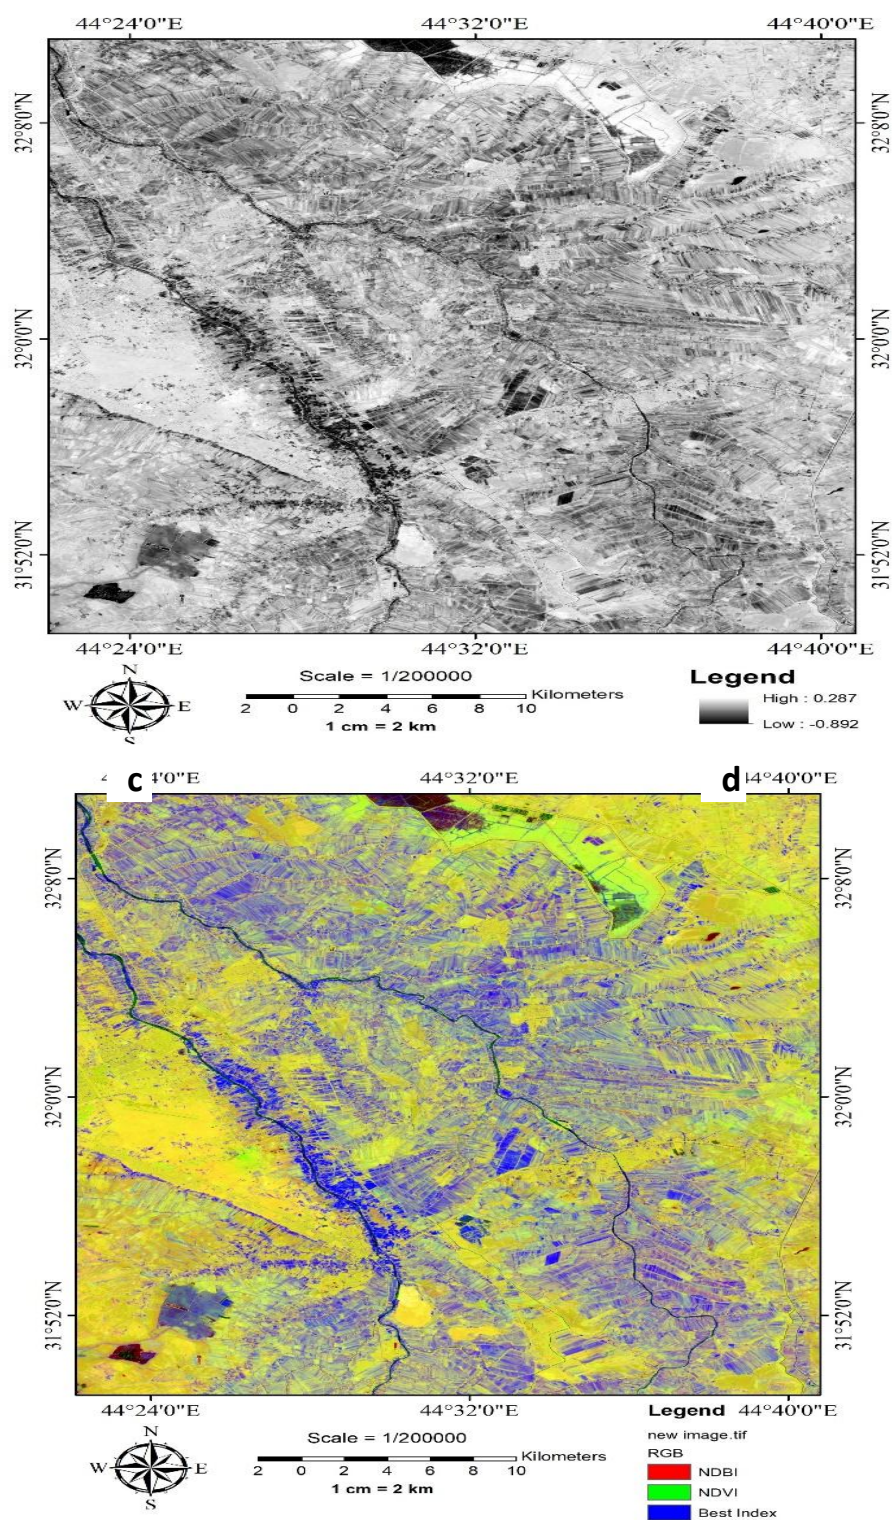 44°24'0"E 44°32'0"E 44°40'0"E
32°8'0"N 32°8'0"N
32°0'0"N 32°0'0"N
31°52'0"N 31°52'0"N
44°24'0"E 44°32'0"E 44°40'0"E
N
W E
S
Scale = 1/200000
2 0 2 4 6 8 10 Kilometers
1 cm = 2 km
Legend
High : 0.287
Low : -0.892
c d
4'0"E 44°32'0"E 4°40'0"E
32°8'0"N 32°8'0"N
32°0'0"N 32°0'0"N
31°52'0"N 31°52'0"N
44°24'0"E 44°32'0"E 44°40'0"E
N
W E
S
Scale = 1/200000
2 0 2 4 6 8 10 Kilometers
1 cm = 2 km
Legend
new image.tif
RGB
NDBI
NDVI
Best Index